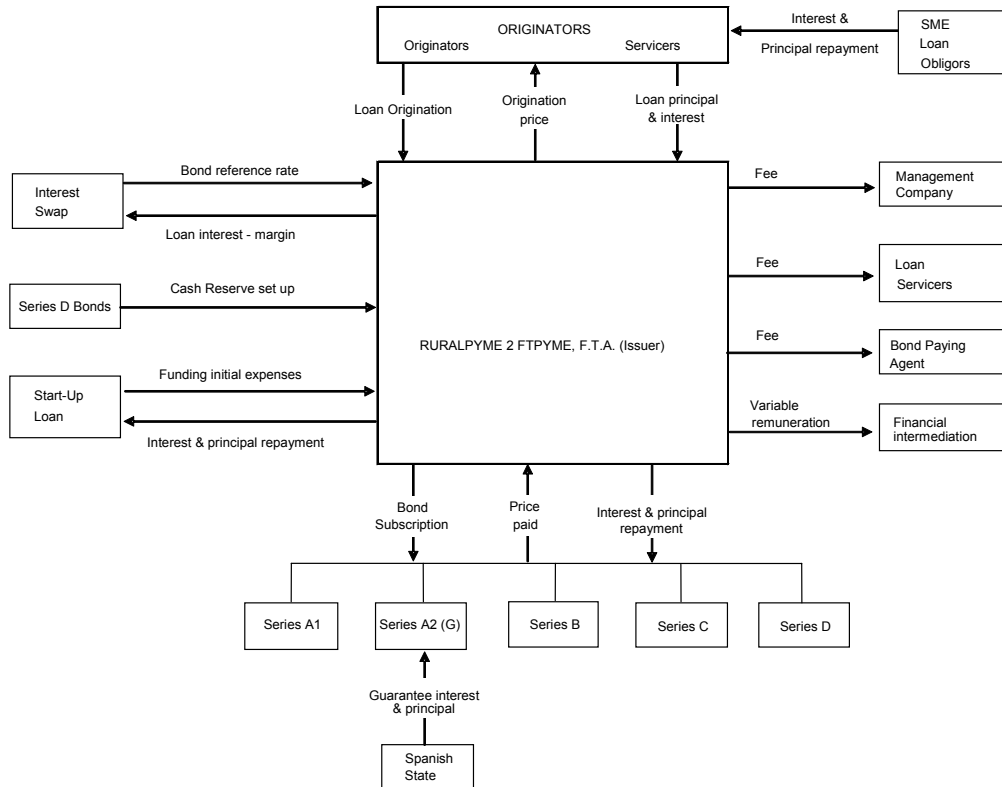 ORIGINATORS
Originators
Servicers
Interest &
Principal repayment
SME
Loan
Obligors
Loan Origination
Origination
price
Loan principal
& interest
Bond reference rate
Interest
Swap
Loan interest - margin
Series D Bonds
Cash Reserve set up
Funding initial expenses
Start-Up
Loan
Interest & principal repayment
RURALPYME 2 FTPYME, F.T.A. (Issuer)
Fee
Management
Company
Fee
Loan
Servicers
Fee
Bond Paying
Agent
Variable
remuneration
Financial
intermediation
Bond
Subscription
Price
paid
Interest & principal
repayment
Series A1
Series A2 (G)
Series B
Series C
Series D
Guarantee interest
& principal
Spanish
State